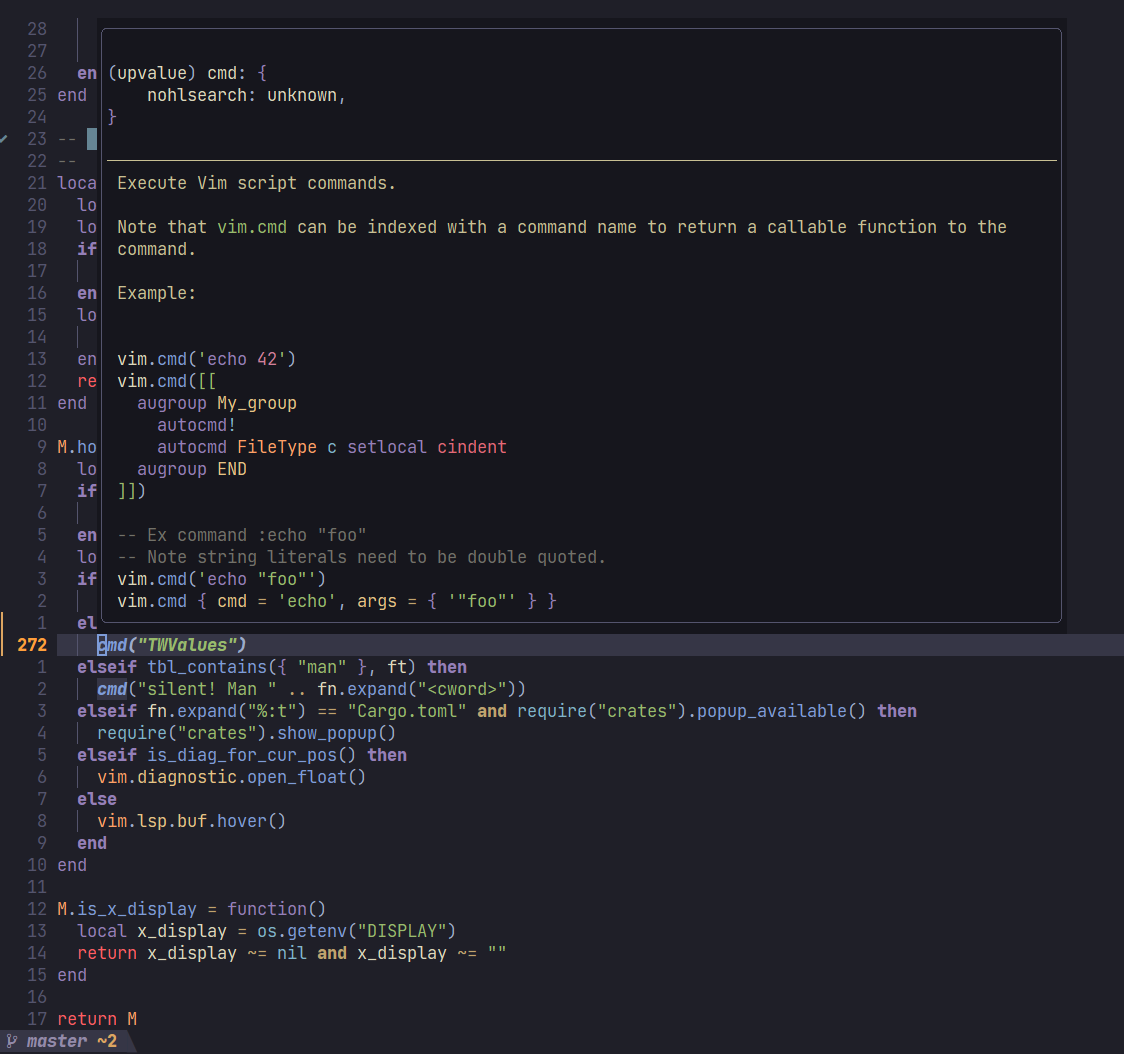 28
27
26 en (upvalue) cmd: {
25 end nohlsearch: unknown,
24 }
23 --
22 --
21 loca Execute Vim script commands.
20 lo
19 lo Note that vim.cmd can be indexed with a command name to return a callable function to the
18 if command.
17
16 en Example:
15 lo
14
13 en vim.cmd('echo 42')
12 re vim.cmd([[
11 end augroup My_group
10 autocmd!
9 M.ho autocmd FileType c setlocal cindent
8 lo augroup END
7 if ]])
6
5 en -- Ex command :echo "foo"
4 lo -- Note string literals need to be double quoted.
3 if vim.cmd('echo "foo"')
2 vim.cmd { cmd = 'echo', args = { '"foo"' } }
1 el
272 cmd("TWValues")
1 elseif tbl_contains({ "man" }, ft) then
2 cmd("silent! Man " .. fn.expand("<cword>"))
3 elseif fn.expand("%:t") == "Cargo.toml" and require("crates").popup_available() then
4 require("crates").show_popup()
5 elseif is_diag_for_cur_pos() then
6 vim.diagnostic.open_float()
7 else
8 vim.lsp.buf.hover()
9 end
10 end
11
12 M.is_x_display = function()
13 local x_display = os.getenv("DISPLAY")
14 return x_display ~= nil and x_display ~= ""
15 end
16
17 return M
master ~2